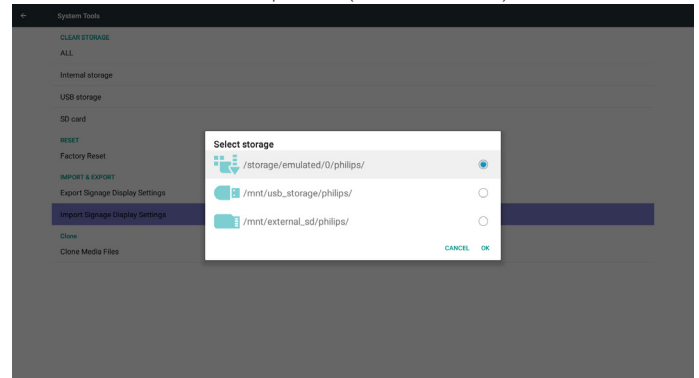 System Tools
CLEAR STORAGE
ALL
Internal storage
USB storage
SD card
RESET
Factory Reset
IMPORT & EXPORT
Export Signage Display Settings
Import Signage Display Settings
Clone
Clone Media Files
Select storage
/storage/emulated/0/philips/
/mnt/usb_storage/philips/
/mnt/external_sd/philips/
CANCEL OK